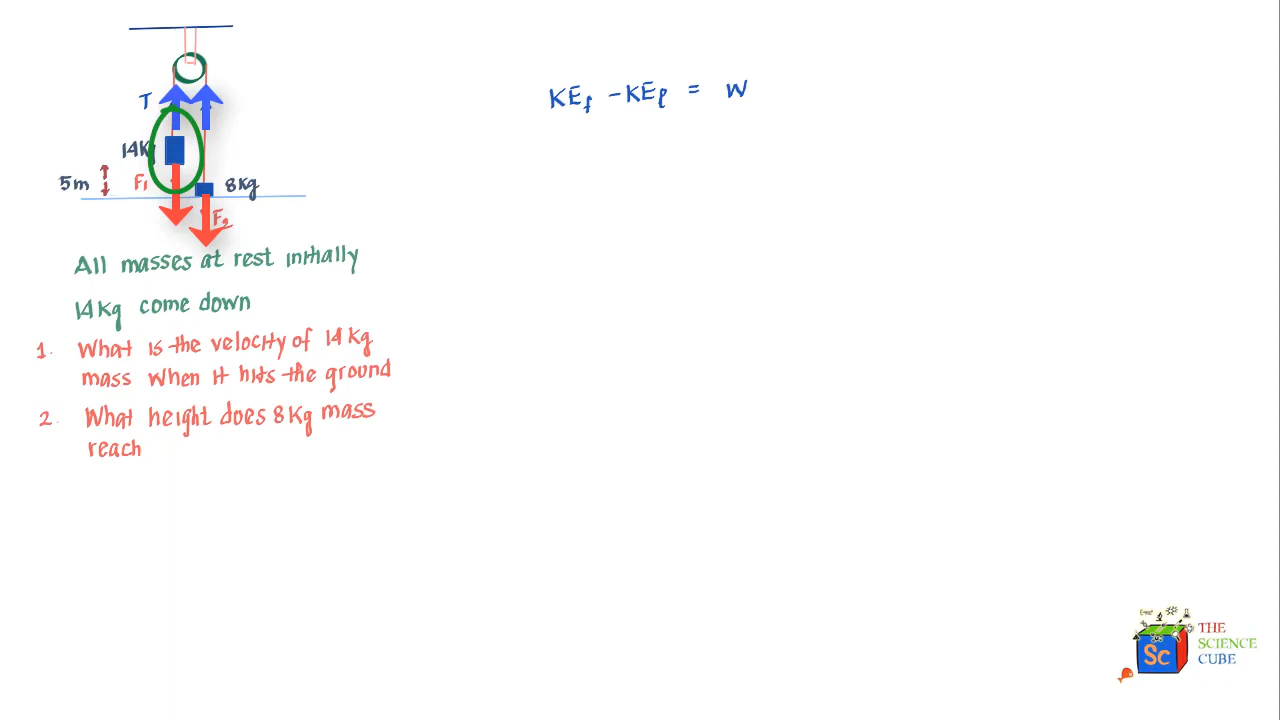 KEf - KEi = W
T
14Kg
5m
F1
8Kg
F2
All masses at rest initially
14Kg come down
1. What is the velocity of 14Kg
mass when it hits the ground
2. What height does 8Kg mass
reach
Sc
THE
SCIENCE
CUBE